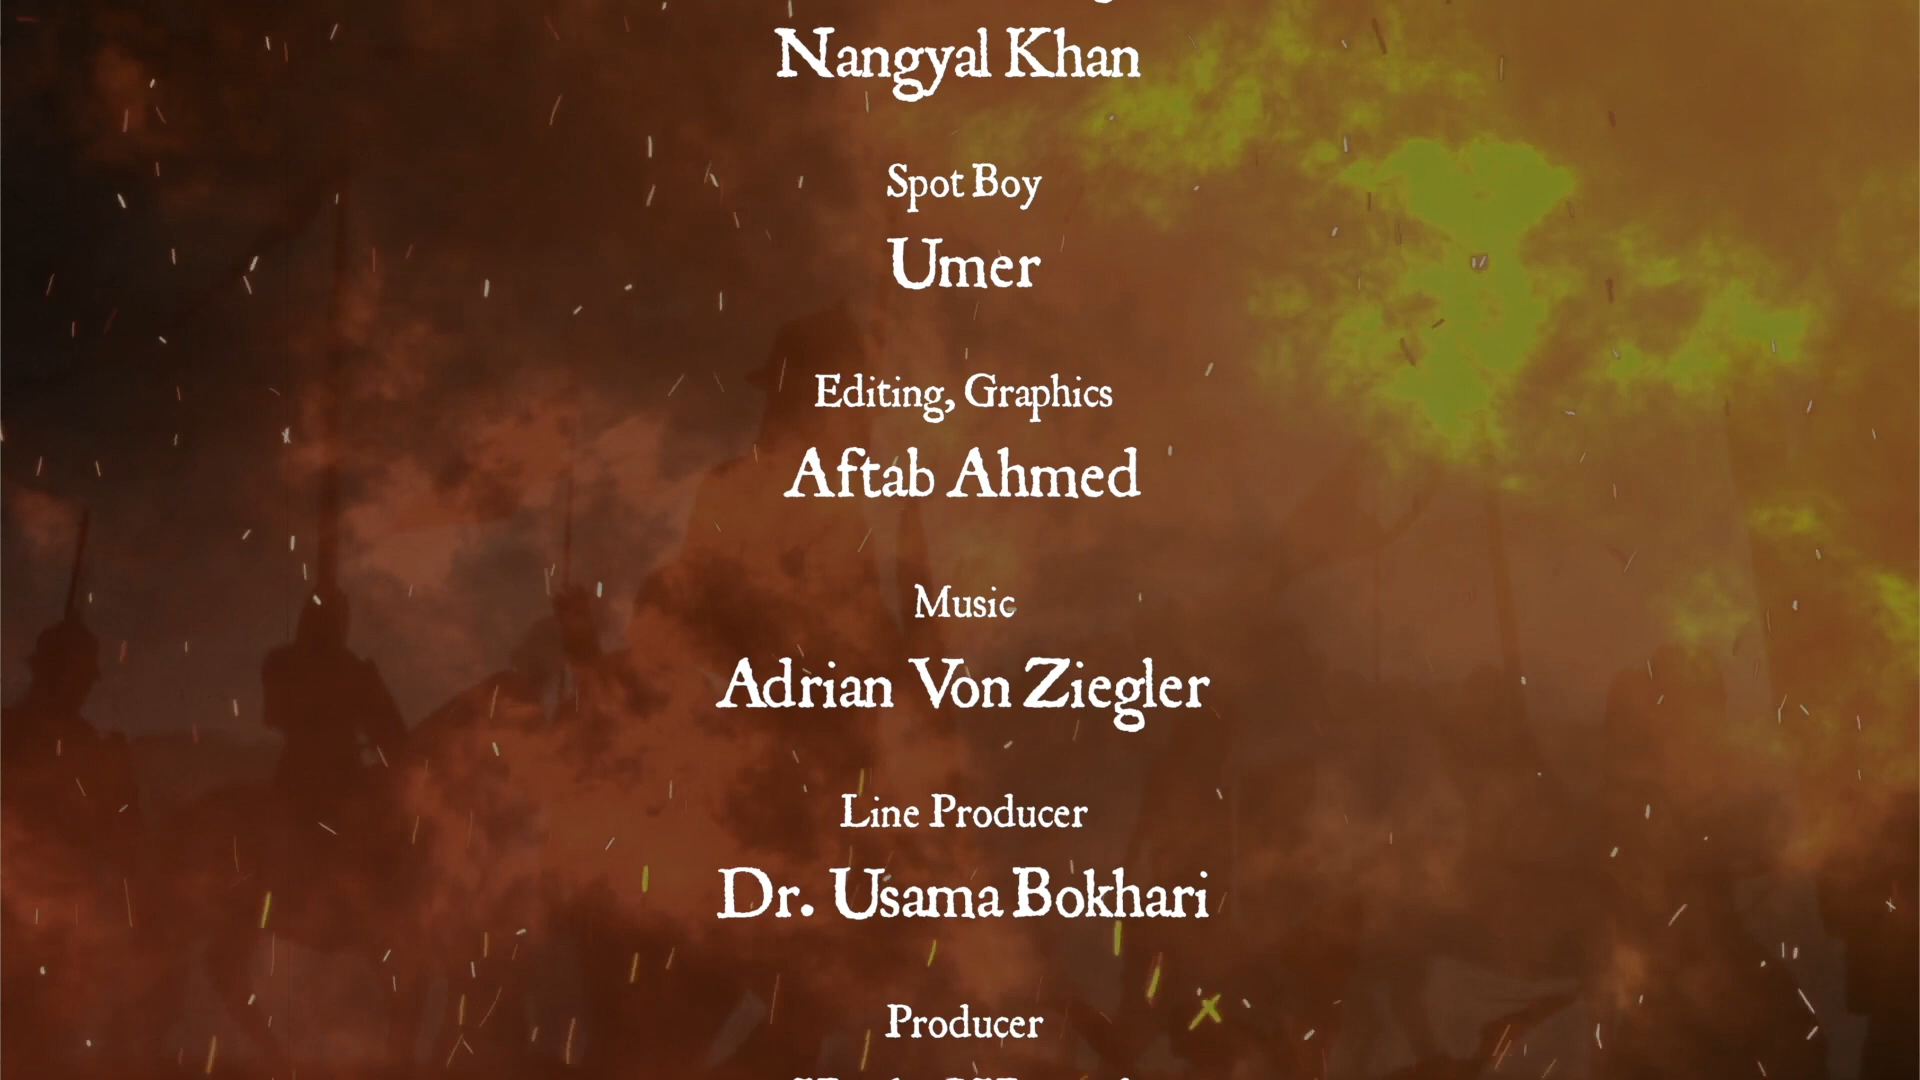 Nangyal Khan
Spot Boy
Umer
Editing, Graphics
Aftab Ahmed
Music
Adrian Von Ziegler
Line Producer
Dr. Usama Bokhari
Producer